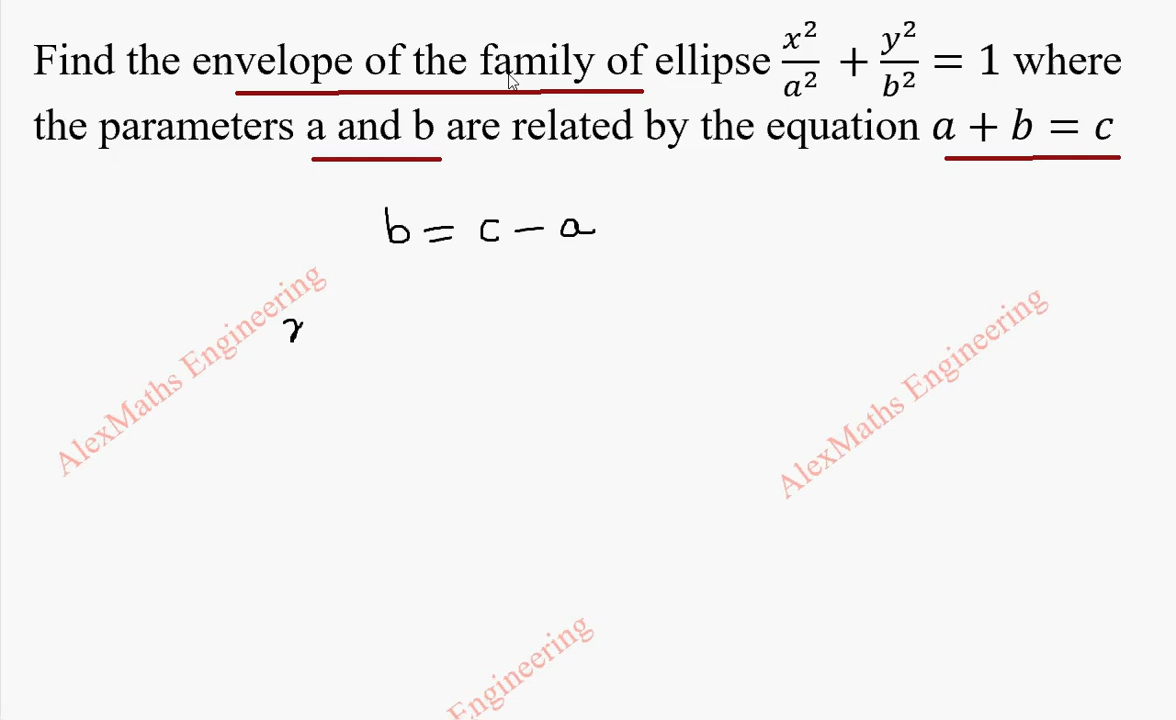 Find the envelope of the family of ellipse x²/a² + y²/b² = 1 where
the parameters a and b are related by the equation a + b = c
b = c − a
x
AlexMaths Engineering
AlexMaths Engineering
Engineering